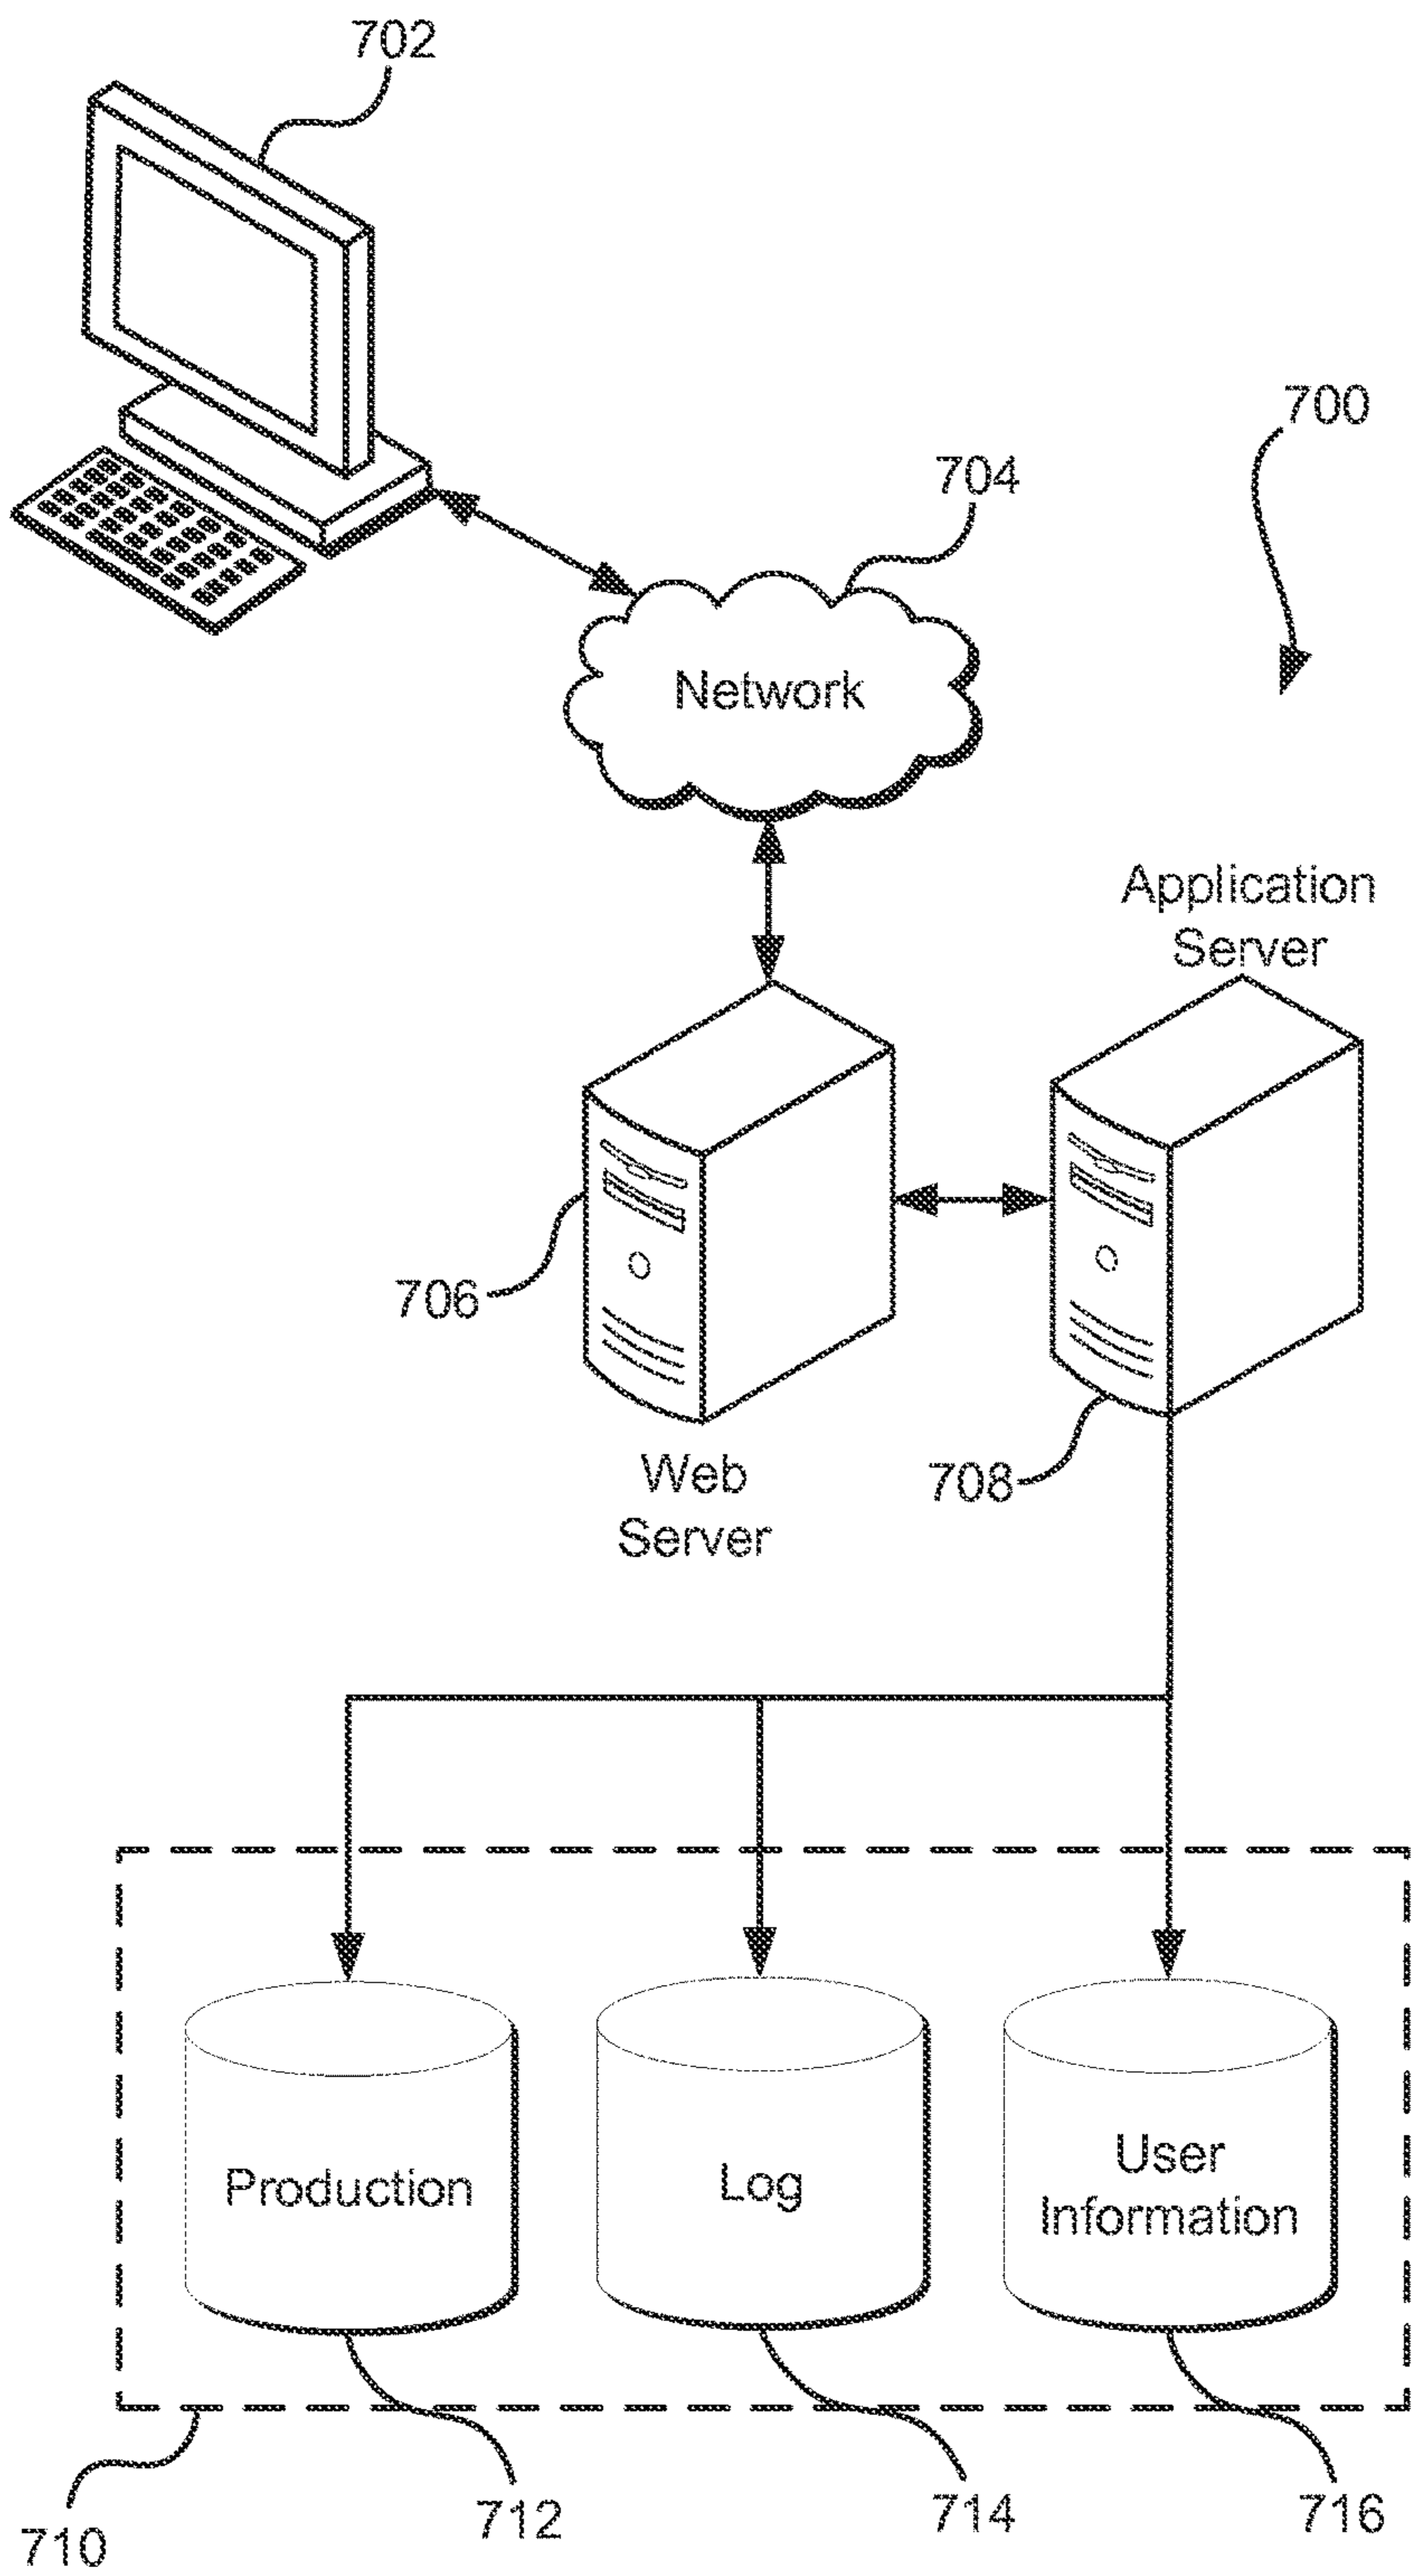 702
700
704
Network
Application
Server
706
708
Web
Server
Production
Log
User
Information
710
712
714
716